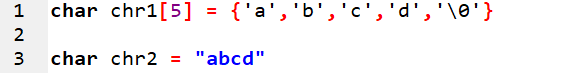 1 char chr1[5] = {'a','b','c','d','\0'}
2
3 char chr2 = "abcd"